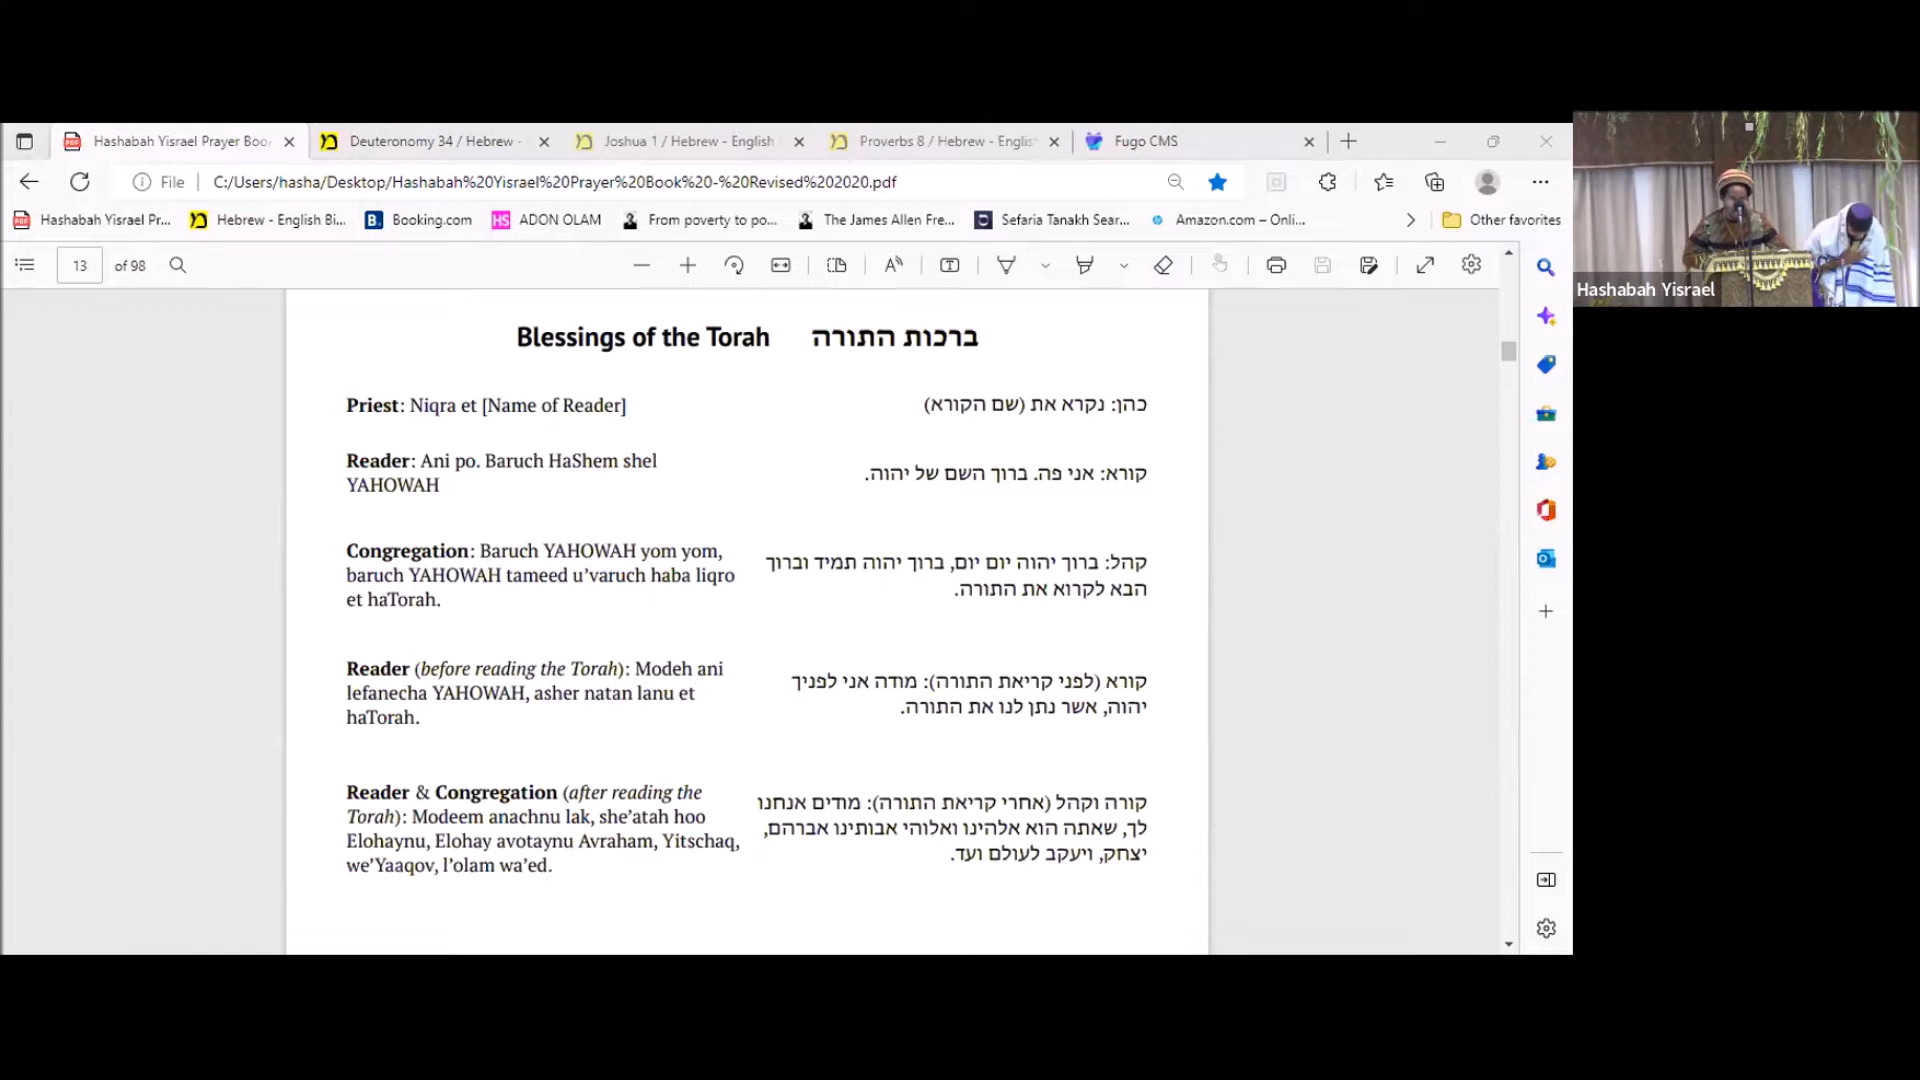 Hashabah Yisrael Prayer Boo
Deuteronomy 34 / Hebrew -
Joshua 1 / Hebrew - English
Proverbs 8 / Hebrew - Englis
Fugo CMS
File
C:/Users/hasha/Desktop/Hashabah%20Yisrael%20Prayer%20Book%20-%20Revised%202020.pdf
Hashabah Yisrael Pr...
Hebrew - English Bi...
Booking.com
ADON OLAM
From poverty to po...
The James Allen Fre...
Sefaria Tanakh Sear...
Amazon.com – Onli...
Other favorites
13 of 98
Hashabah Yisrael
Blessings of the Torah ברכות התורה
Priest: Niqra et [Name of Reader]
כהן: נקרא את (שם הקורא)
Reader: Ani po. Baruch HaShem shel
YAHOWAH
קורא: אני פה. ברוך השם של יהוה.
Congregation: Baruch YAHOWAH yom yom,
baruch YAHOWAH tameed u’varuch haba liqro
et haTorah.
קהל: ברוך יהוה יום יום, ברוך יהוה תמיד וברוך
הבא לקרוא את התורה.
Reader (before reading the Torah): Modeh ani
lefanecha YAHOWAH, asher natan lanu et
haTorah.
קורא (לפני קריאת התורה): מודה אני לפניך
יהוה, אשר נתן לנו את התורה.
Reader & Congregation (after reading the
Torah): Modeem anachnu lak, she’atah hoo
Elohaynu, Elohay avotaynu Avraham, Yitschaq,
we’Yaaqov, l’olam wa’ed.
קורה וקהל (אחרי קריאת התורה): מודים אנחנו
לך, שאתה הוא אלהינו ואלוהי אבותינו אברהם,
יצחק, ויעקב לעולם ועד.